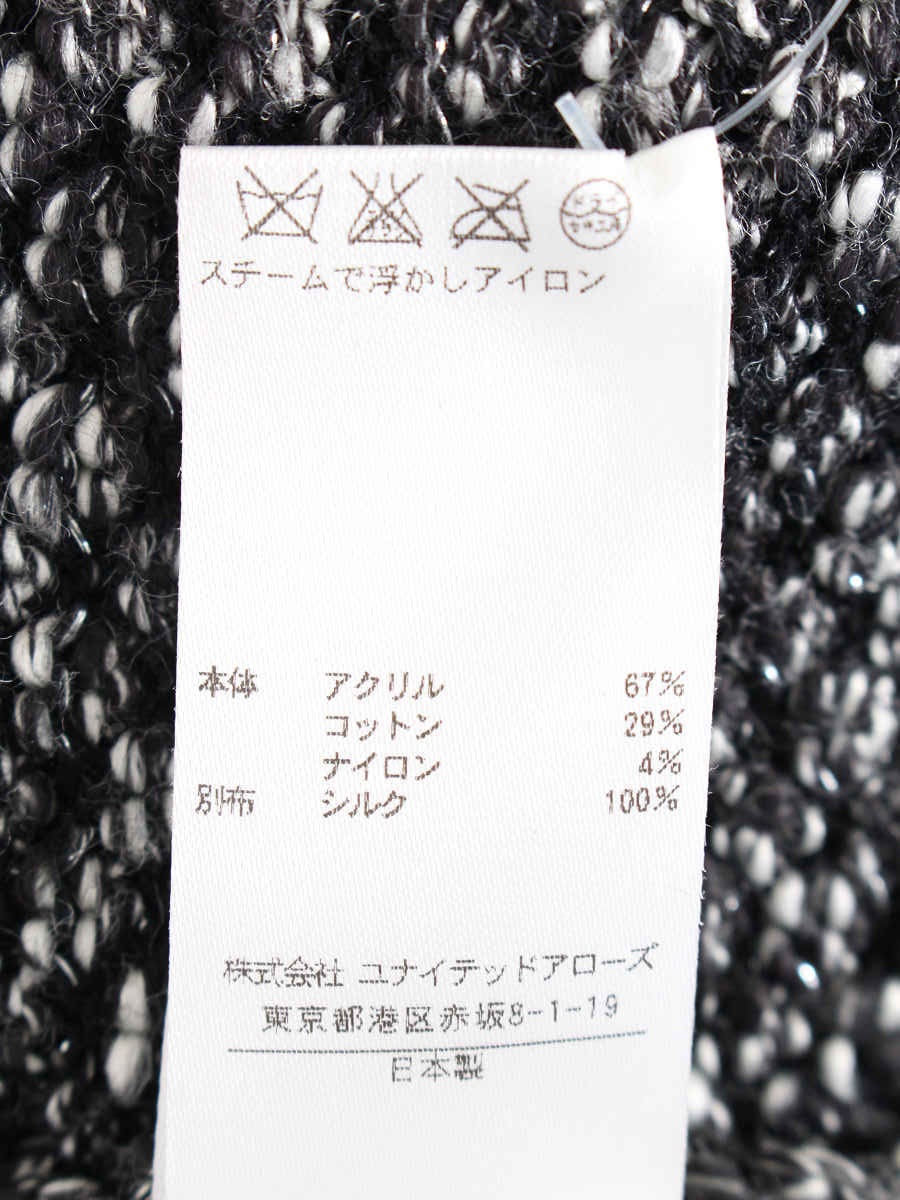 ドライ
セキユ系
スチームで浮かしアイロン
本体 アクリル 67%
コットン 29%
ナイロン 4%
別布 シルク 100%
株式会社 ユナイテッドアローズ
東京都港区赤坂8-1-19
日本製